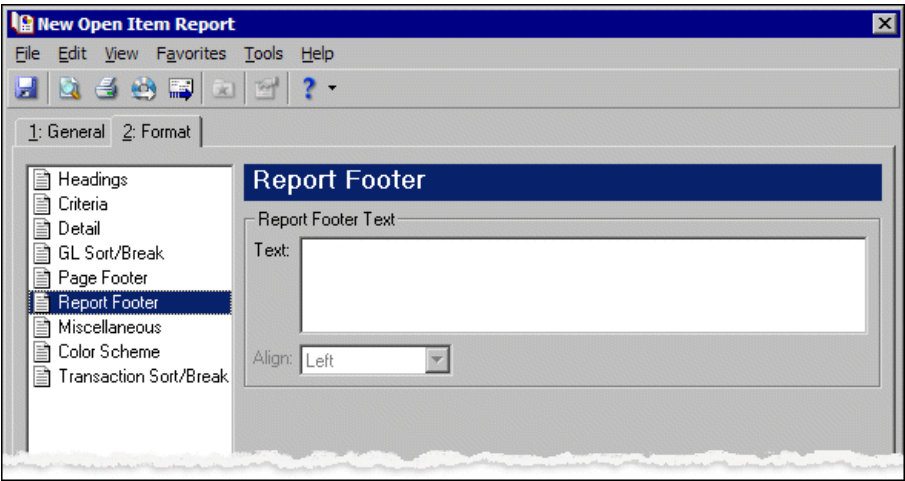 New Open Item Report
File Edit View Favorites Tools Help
1: General 2: Format
Headings
Criteria
Detail
GL Sort/Break
Page Footer
Report Footer
Miscellaneous
Color Scheme
Transaction Sort/Break
Report Footer
Report Footer Text
Text:
Align: Left